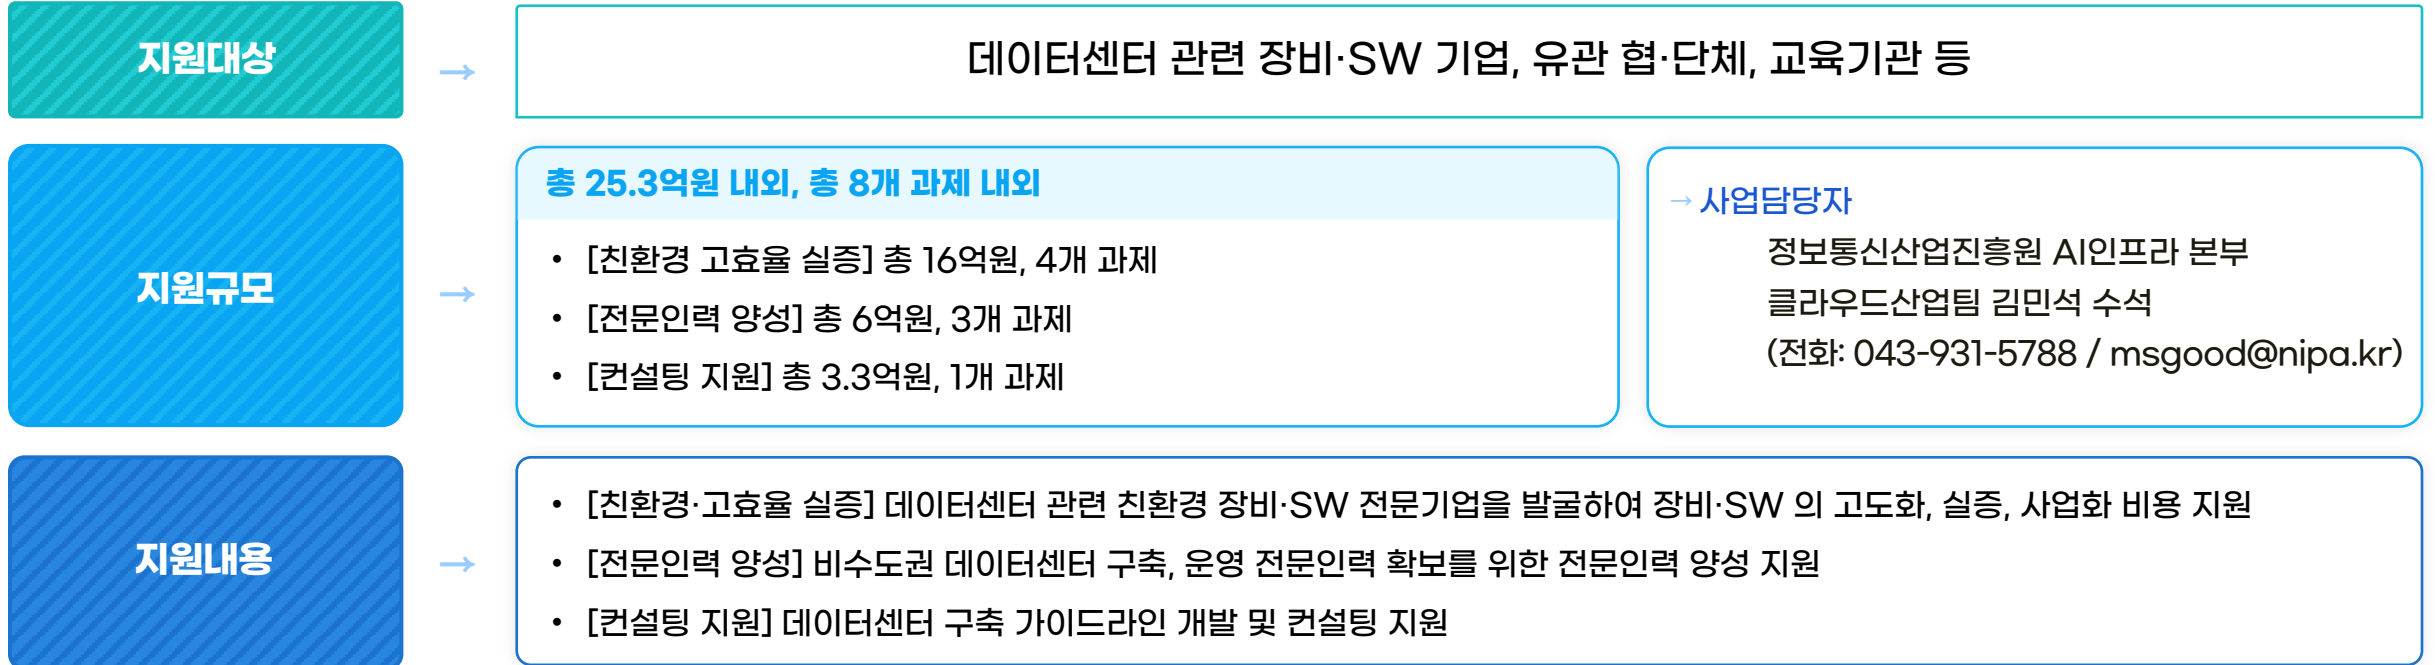 지원대상
→
데이터센터 관련 장비·SW 기업, 유관 협·단체, 교육기관 등
지원규모
→
총 25.3억원 내외, 총 8개 과제 내외
• [친환경 고효율 실증] 총 16억원, 4개 과제
• [전문인력 양성] 총 6억원, 3개 과제
• [컨설팅 지원] 총 3.3억원, 1개 과제
→ 사업담당자
정보통신산업진흥원 AI인프라 본부
클라우드산업팀 김민석 수석
(전화: 043-931-5788 / msgood@nipa.kr)
지원내용
→
• [친환경·고효율 실증] 데이터센터 관련 친환경 장비·SW 전문기업을 발굴하여 장비·SW 의 고도화, 실증, 사업화 비용 지원
• [전문인력 양성] 비수도권 데이터센터 구축, 운영 전문인력 확보를 위한 전문인력 양성 지원
• [컨설팅 지원] 데이터센터 구축 가이드라인 개발 및 컨설팅 지원